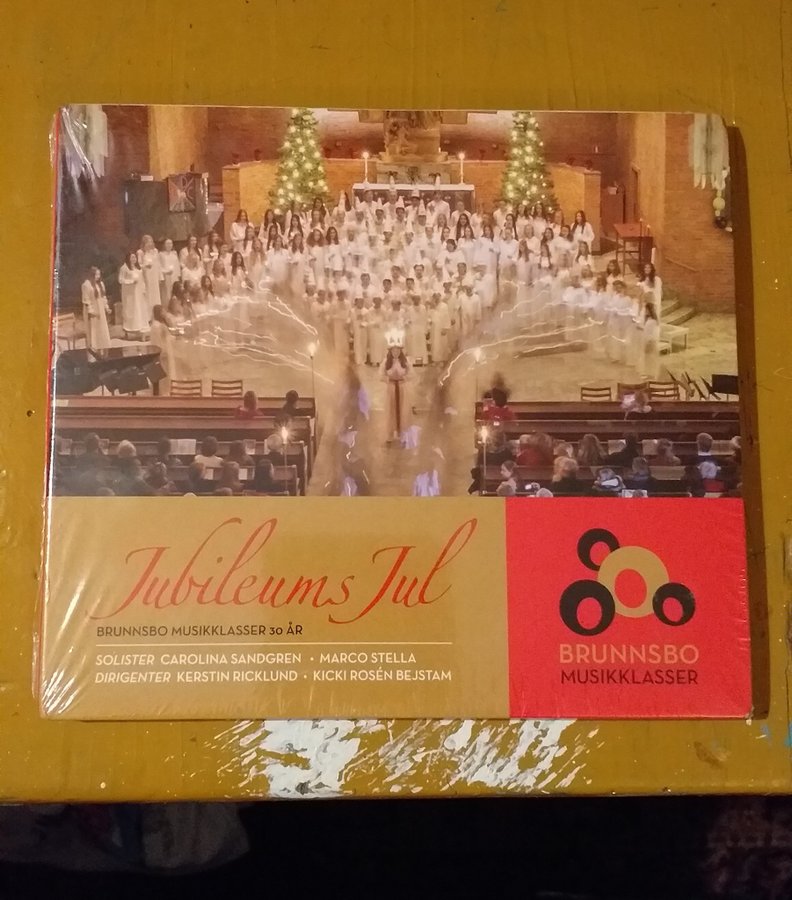 Jubileums Jul
BRUNNSBO MUSIKKLASSER 30 ÅR
SOLISTER CAROLINA SANDGREN • MARCO STELLA
DIRIGENTER KERSTIN RICKLUND • KICKI ROSÉN BEJSTAM
BRUNNSBO
MUSIKKLASSER